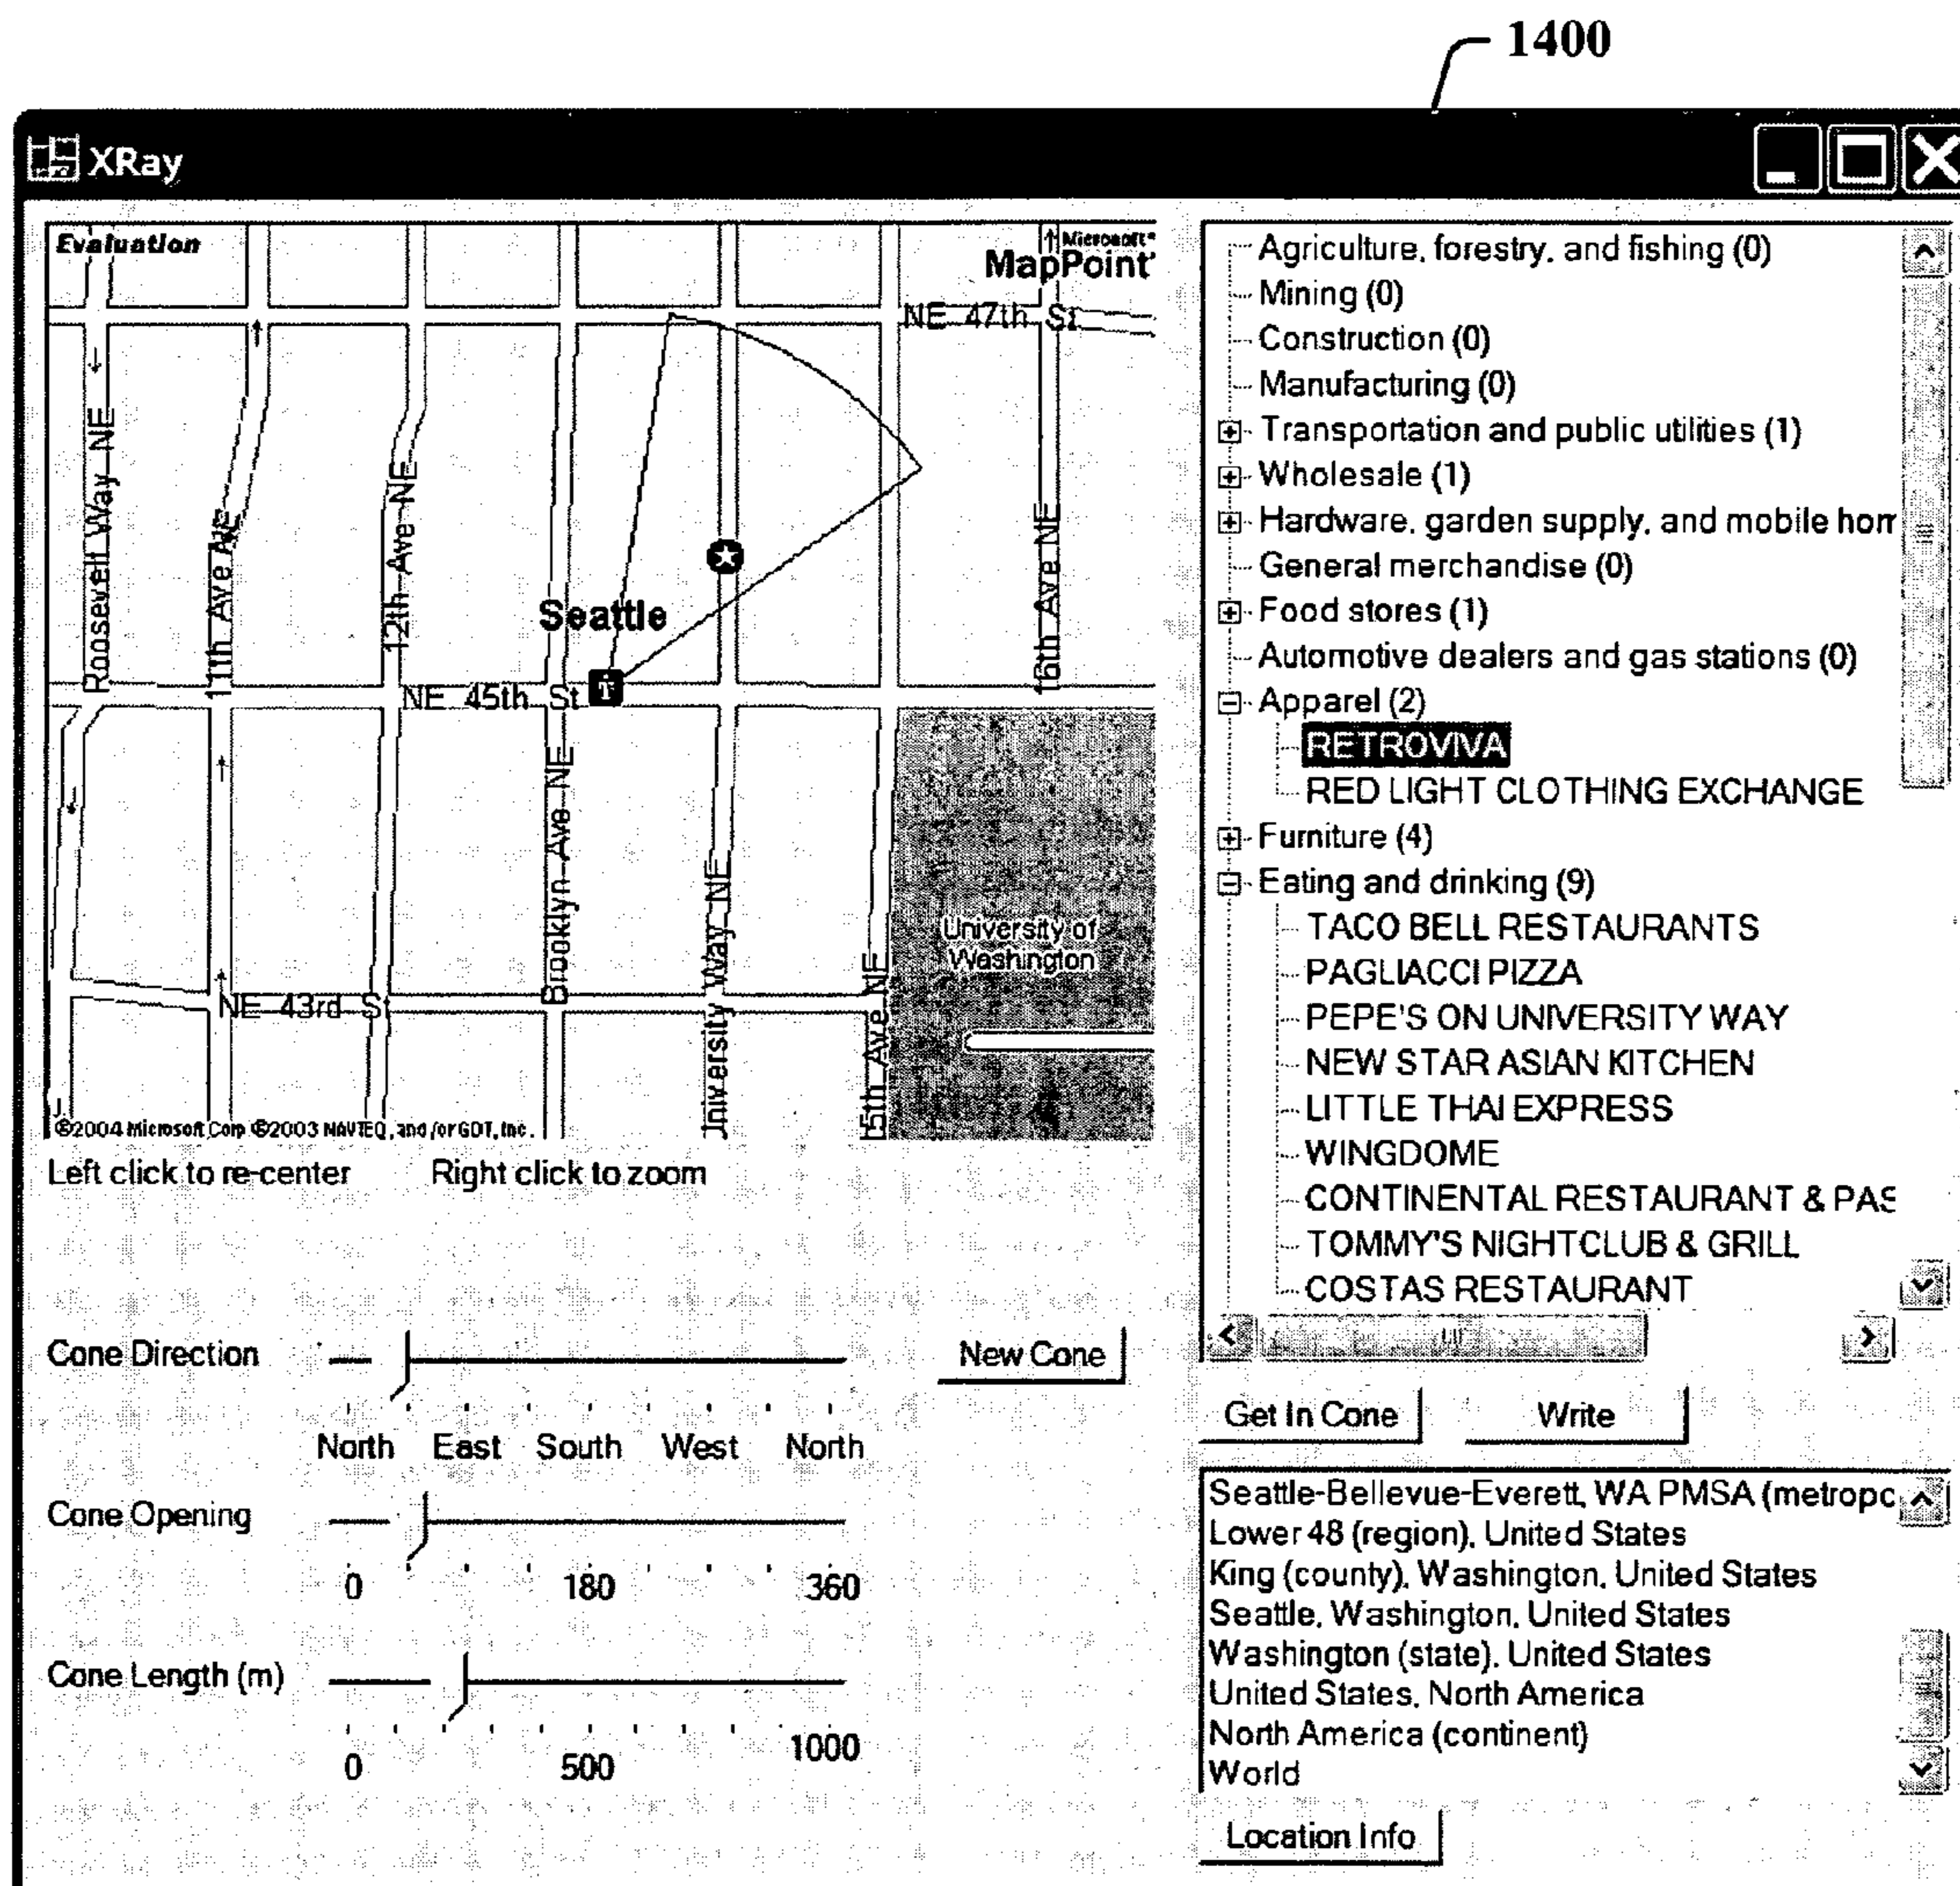 1400
XRay
Evaluation
Microsoft
MapPoint
NE 47th St
Roosevelt Way NE
11th Ave NE
12th Ave NE
16th Ave NE
Seattle
NE 45th St
Brooklyn Ave NE
University Way NE
15th Ave NE
University of
Washington
NE 43rd St
©2004 Microsoft Corp ©2003 NAVTEQ, and/or GDT, Inc.
Left click to re-center
Right click to zoom
Cone Direction
New Cone
North East South West North
Cone Opening
0 180 360
Cone Length (m)
0 500 1000
Agriculture, forestry, and fishing (0)
Mining (0)
Construction (0)
Manufacturing (0)
Transportation and public utilities (1)
Wholesale (1)
Hardware, garden supply, and mobile hom
General merchandise (0)
Food stores (1)
Automotive dealers and gas stations (0)
Apparel (2)
RETROVIVA
RED LIGHT CLOTHING EXCHANGE
Furniture (4)
Eating and drinking (9)
TACO BELL RESTAURANTS
PAGLIACCI PIZZA
PEPE'S ON UNIVERSITY WAY
NEW STAR ASIAN KITCHEN
LITTLE THAI EXPRESS
WINGDOME
CONTINENTAL RESTAURANT & PAS
TOMMY'S NIGHTCLUB & GRILL
COSTAS RESTAURANT
Get In Cone
Write
Seattle-Bellevue-Everett, WA PMSA (metropo
Lower 48 (region), United States
King (county), Washington, United States
Seattle, Washington, United States
Washington (state), United States
United States, North America
North America (continent)
World
Location Info